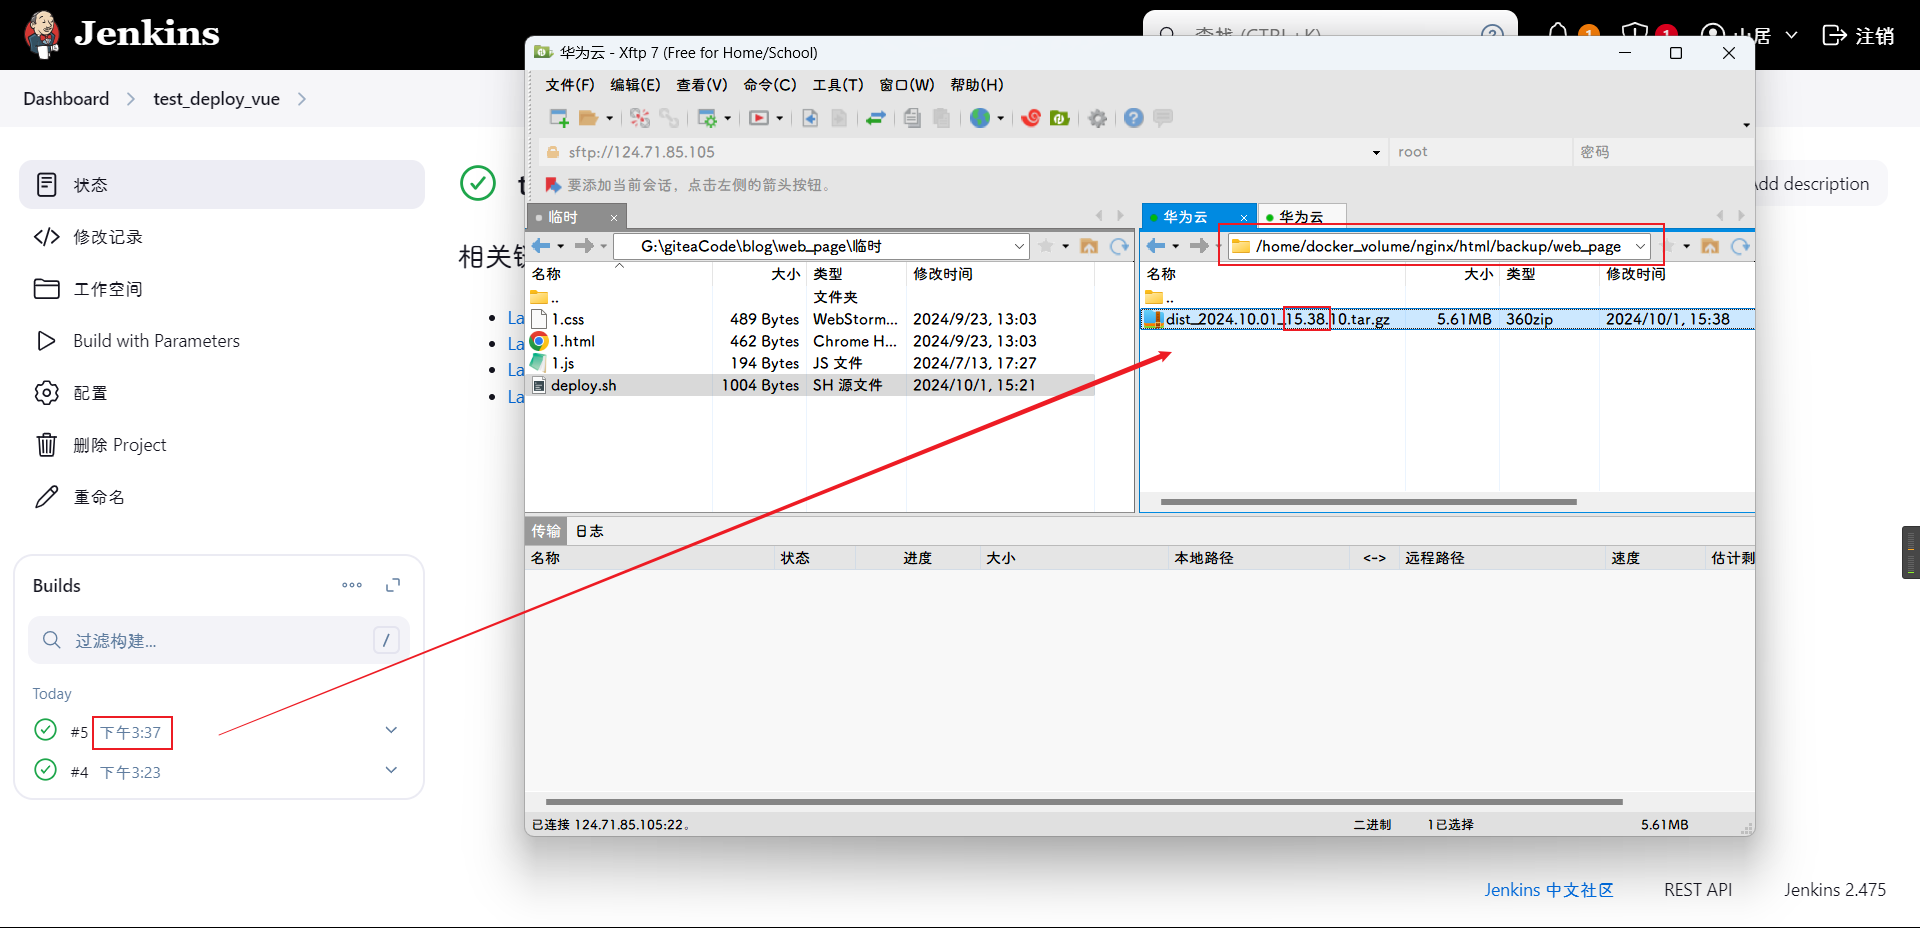 Jenkins
查找 (CTRL+K)
1
1
小居
注销
Dashboard
test_deploy_vue
状态
修改记录
工作空间
Build with Parameters
配置
删除 Project
重命名
Add description
相关
La
La
La
La
Builds
过滤构建...
/
Today
#5 下午3:37
#4 下午3:23
华为云 - Xftp 7 (Free for Home/School)
文件(F) 编辑(E) 查看(V) 命令(C) 工具(T) 窗口(W) 帮助(H)
sftp://124.71.85.105
root
密码
要添加当前会话，点击左侧的箭头按钮。
临时
G:\giteaCode\blog\web_page\临时
名称 大小 类型 修改时间
.. 文件夹
1.css 489 Bytes WebStorm... 2024/9/23, 13:03
1.html 462 Bytes Chrome H... 2024/9/23, 13:03
1.js 194 Bytes JS 文件 2024/7/13, 17:27
deploy.sh 1004 Bytes SH 源文件 2024/10/1, 15:21
华为云
华为云
/home/docker_volume/nginx/html/backup/web_page
名称 大小 类型 修改时间
..
dist_2024.10.01_15.38.10.tar.gz 5.61MB 360zip 2024/10/1, 15:38
传输 日志
名称 状态 进度 大小 本地路径 <-> 远程路径 速度 估计剩
已连接 124.71.85.105:22。
二进制 1已选择 5.61MB
Jenkins 中文社区 REST API Jenkins 2.475